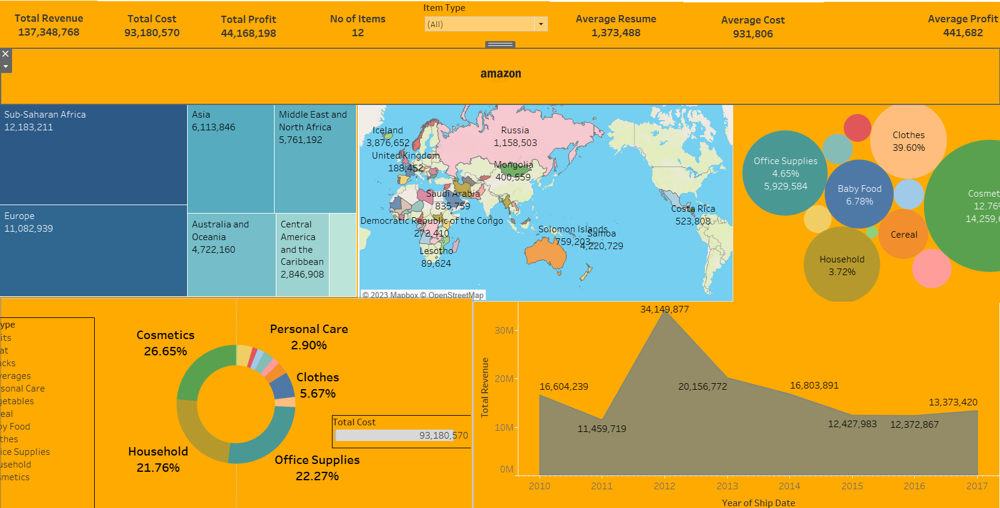 Total Revenue
137,348,768
Total Cost
93,180,570
Total Profit
44,168,198
No of Items
12
Item Type
(All)
Average Resume
1,373,488
Average Cost
931,806
Average Profit
441,682
amazon
Sub-Saharan Africa
12,183,211
Europe
11,082,939
Asia
6,113,846
Middle East and
North Africa
5,761,192
Australia and
Oceania
4,722,160
Central
America
and the
Caribbean
2,846,908
Iceland
3,876,652
United Kingdom
188,452
Russia
1,158,503
Mongolia
400,559
Saudi Arabia
835,759
Democratic Republic of the Congo
272,410
Lesotho
89,624
Solomon Islands
759,203
Samoa
4,220,729
Costa Rica
523,808
© 2023 Mapbox © OpenStreetMap
Clothes
39.60%
Office Supplies
4.65%
5,929,584
Baby Food
6.78%
Cosmet
12.76%
14,259,6
Cereal
Household
3.72%
ype
its
at
acks
verages
rsonal Care
getables
eal
by Food
thes
ice Supplies
usehold
smetics
Cosmetics
26.65%
Personal Care
2.90%
Clothes
5.67%
Household
21.76%
Office Supplies
22.27%
Total Cost
93,180,570
Total Revenue
30M
20M
10M
0M
16,604,239
11,459,719
34,149,877
20,156,772
16,803,891
12,427,983
12,372,867
13,373,420
2010
2011
2012
2013
2014
2015
2016
2017
Year of Ship Date